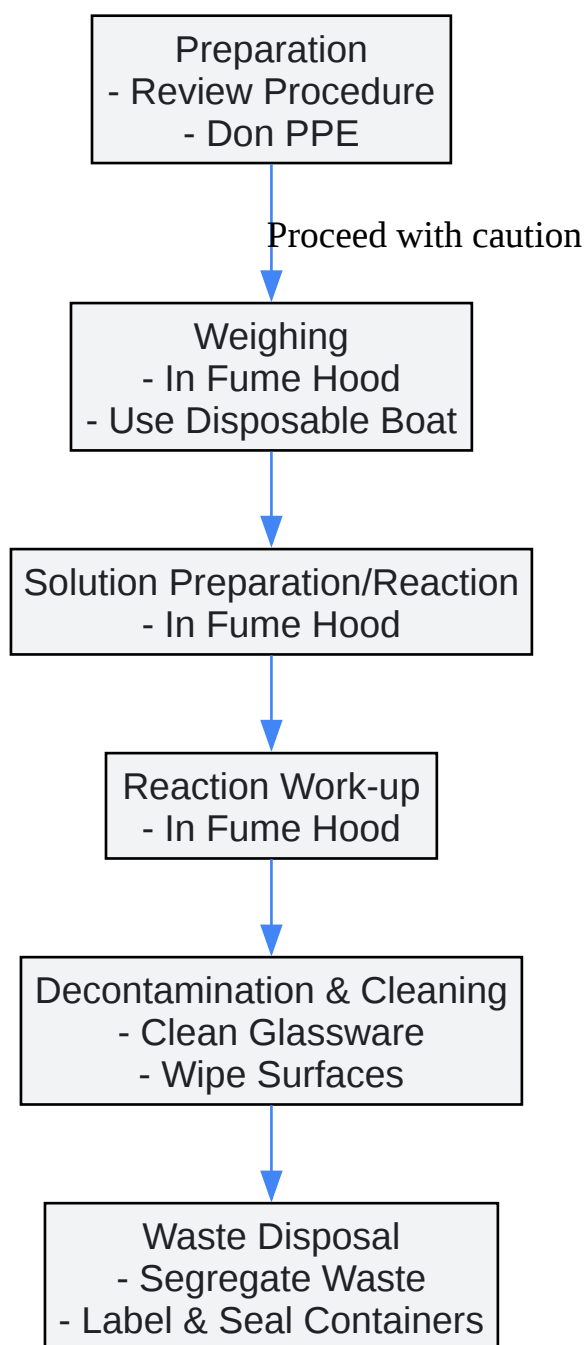 Preparation
- Review Procedure
- Don PPE
Proceed with caution
Weighing
- In Fume Hood
- Use Disposable Boat
Solution Preparation/Reaction
- In Fume Hood
Reaction Work-up
- In Fume Hood
Decontamination & Cleaning
- Clean Glassware
- Wipe Surfaces
Waste Disposal
- Segregate Waste
- Label & Seal Containers